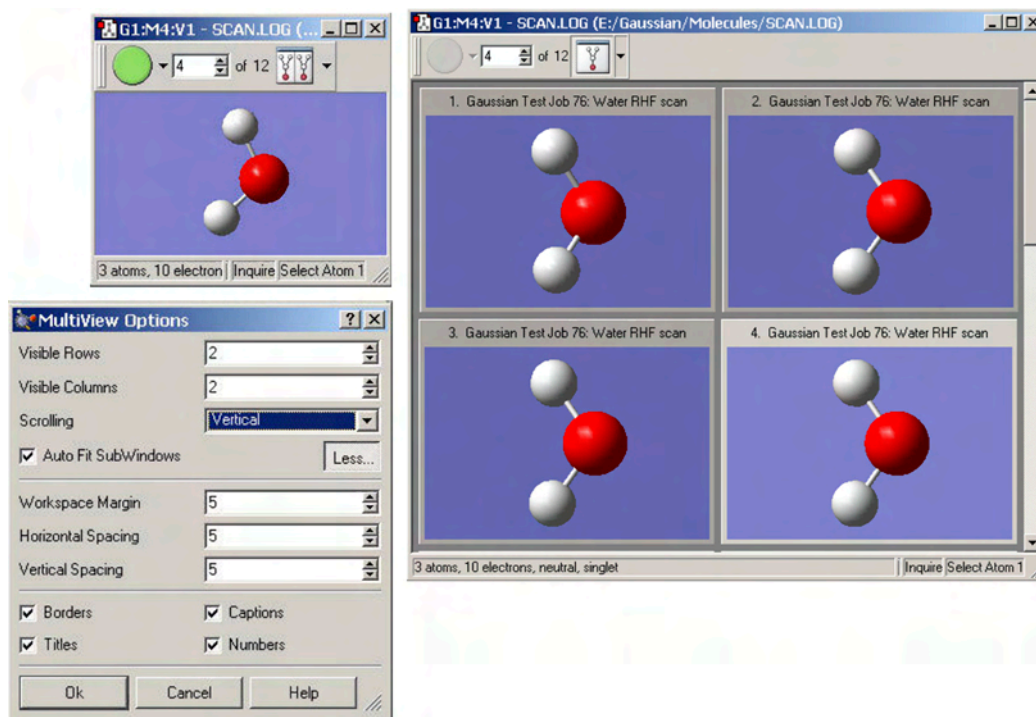 G1:M4:V1 - SCAN.LOG (...
4 of 12
3 atoms, 10 electron Inquire Select Atom 1
MultiView Options
Visible Rows 2
Visible Columns 2
Scrolling Vertical
Auto Fit SubWindows Less...
Workspace Margin 5
Horizontal Spacing 5
Vertical Spacing 5
Borders Captions
Titles Numbers
Ok Cancel Help
G1:M4:V1 - SCAN.LOG (E:/Gaussian/Molecules/SCAN.LOG)
4 of 12
1. Gaussian Test Job 76: Water RHF scan
2. Gaussian Test Job 76: Water RHF scan
3. Gaussian Test Job 76: Water RHF scan
4. Gaussian Test Job 76: Water RHF scan
3 atoms, 10 electrons, neutral, singlet Inquire Select Atom 1